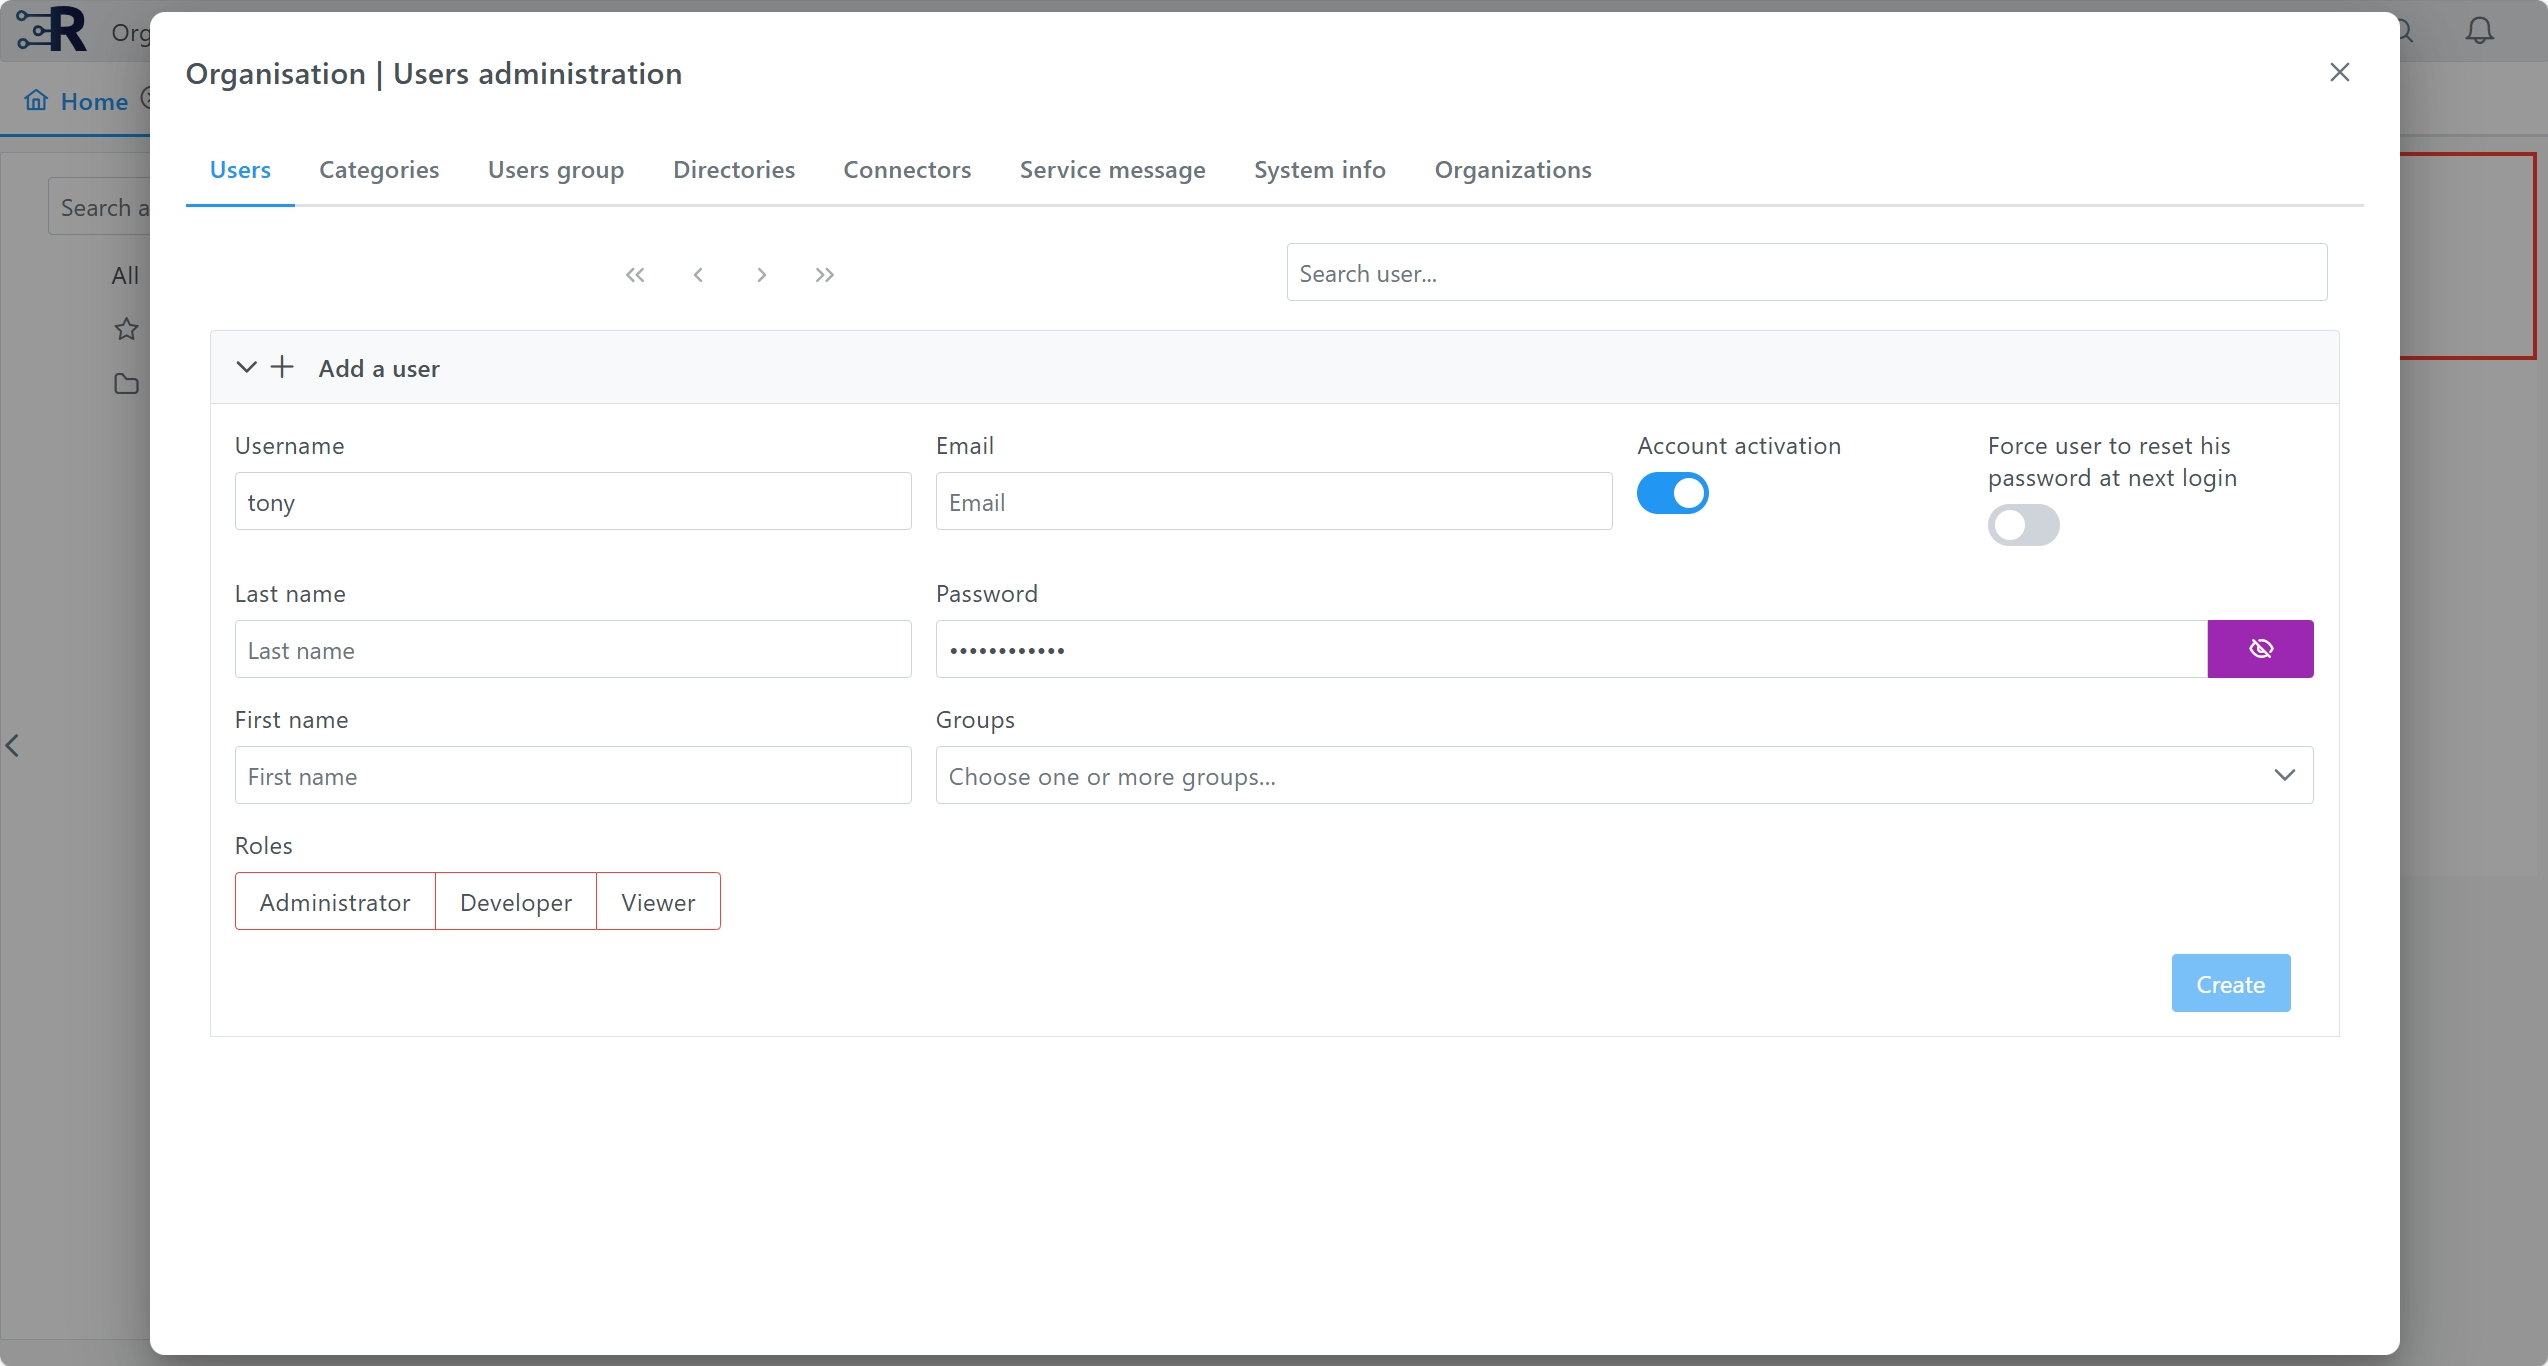 R
Org
Organisation | Users administration
Home
Users Categories Users group Directories Connectors Service message System info Organizations
Search a
Search user...
All
Add a user
Username Email Account activation Force user to reset his
password at next login
tony Email
Last name Password
Last name ••••••••••••
First name Groups
First name Choose one or more groups...
Roles
Administrator Developer Viewer
Create